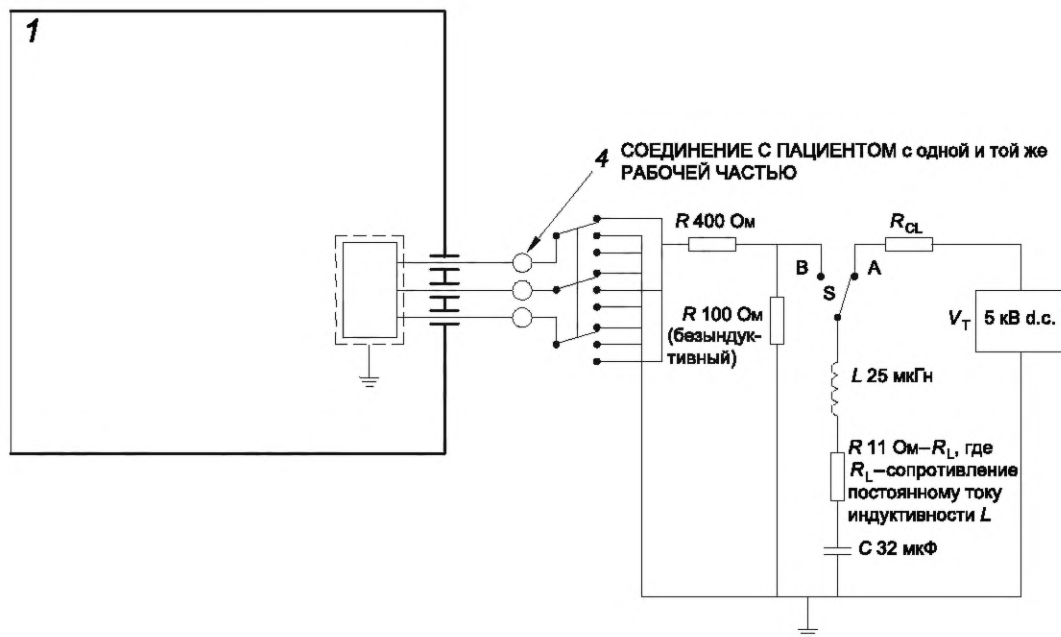 1
4 СОЕДИНЕНИЕ С ПАЦИЕНТОМ с одной и той же
РАБОЧЕЙ ЧАСТЬЮ
R 400 Ом
R_CL
B
A
S
R 100 Ом
(безындук-
тивный)
V_T
5 кВ d.c.
L 25 мкГн
R 11 Ом–R_L, где
R_L–сопротивление
постоянному току
индуктивности L
C 32 мкФ